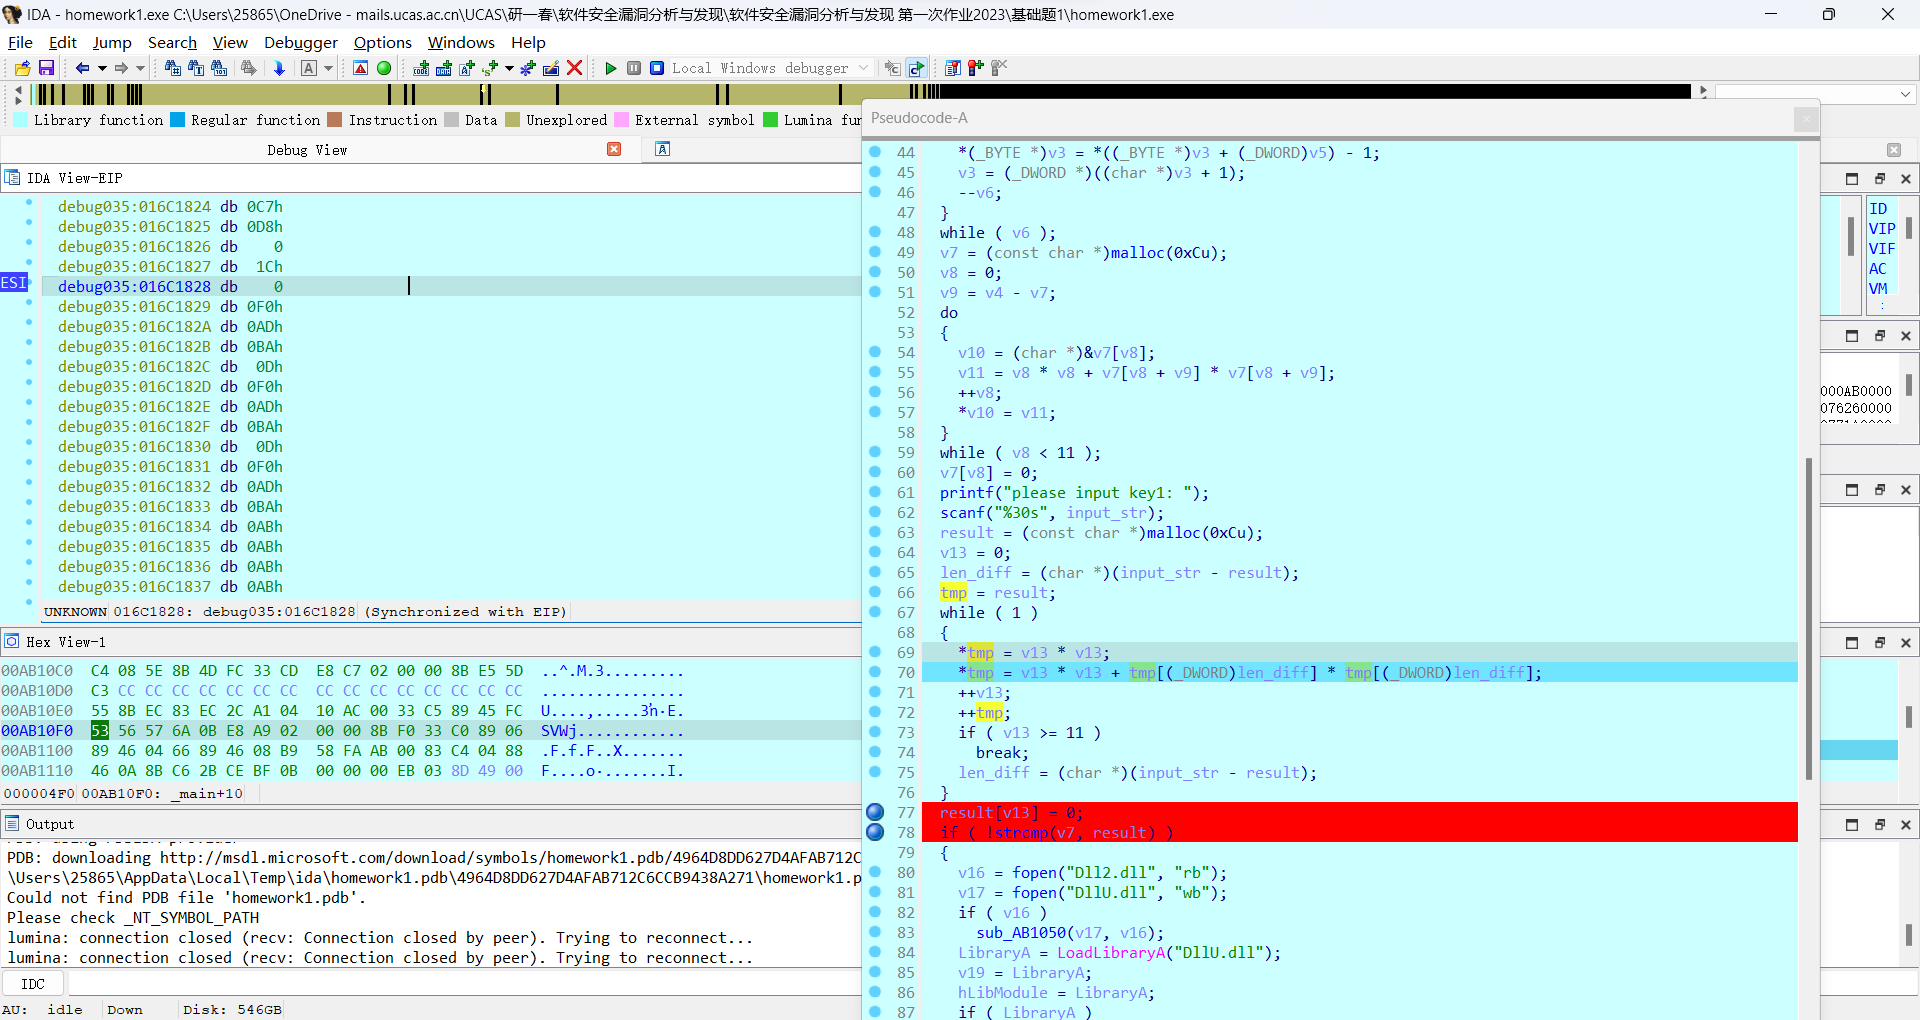 IDA - homework1.exe C:\Users\25865\OneDrive - mails.ucas.ac.cn\UCAS\研一春\软件安全漏洞分析与发现\软件安全漏洞分析与发现 第一次作业2023\基础题1\homework1.exe
File Edit Jump Search View Debugger Options Windows Help
Local Windows debugger
Library function Regular function Instruction Data Unexplored External symbol Lumina fun
Debug View
IDA View-EIP
debug035:016C1824 db 0C7h
debug035:016C1825 db 0D8h
debug035:016C1826 db 0
debug035:016C1827 db 1Ch
ESI debug035:016C1828 db 0
debug035:016C1829 db 0F0h
debug035:016C182A db 0ADh
debug035:016C182B db 0BAh
debug035:016C182C db 0Dh
debug035:016C182D db 0F0h
debug035:016C182E db 0ADh
debug035:016C182F db 0BAh
debug035:016C1830 db 0Dh
debug035:016C1831 db 0F0h
debug035:016C1832 db 0ADh
debug035:016C1833 db 0BAh
debug035:016C1834 db 0ABh
debug035:016C1835 db 0ABh
debug035:016C1836 db 0ABh
debug035:016C1837 db 0ABh
UNKNOWN 016C1828: debug035:016C1828 (Synchronized with EIP)
Hex View-1
00AB10C0 C4 08 5E 8B 4D FC 33 CD E8 C7 02 00 00 8B E5 5D ..^.M.3.........
00AB10D0 C3 CC CC CC CC CC CC CC CC CC CC CC CC CC CC CC ................
00AB10E0 55 8B EC 83 EC 2C A1 04 10 AC 00 33 C5 89 45 FC
00AB10F0 53 56 57 6A 0B E8 A9 02 00 00 8B F0 33 C0 89 06 SVWj............
00AB1100 89 46 04 66 89 46 08 B9 58 FA AB 00 83 C4 04 88 .F.f.F..X.......
00AB1110 46 0A 8B C6 2B CE BF 0B 00 00 00 EB 03 8D 49 00
000004F0 00AB10F0: _main+10
Output
PDB: downloading http://msdl.microsoft.com/download/symbols/homework1.pdb/4964D8DD627D4AFAB712C
\Users\25865\AppData\Local\Temp\ida\homework1.pdb\4964D8DD627D4AFAB712C6CCB9438A271\homework1.p
Could not find PDB file 'homework1.pdb'.
Please check _NT_SYMBOL_PATH
lumina: connection closed (recv: Connection closed by peer). Trying to reconnect...
lumina: connection closed (recv: Connection closed by peer). Trying to reconnect...
IDC
AU: idle Down Disk: 546GB
Pseudocode-A
44 *(_BYTE *)v3 = *((_BYTE *)v3 + (_DWORD)v5) - 1;
45 v3 = (_DWORD *)((char *)v3 + 1);
46 --v6;
47 }
48 while ( v6 );
49 v7 = (const char *)malloc(0xCu);
50 v8 = 0;
51 v9 = v4 - v7;
52 do
53 {
54 v10 = (char *)&v7[v8];
55 v11 = v8 * v8 + v7[v8 + v9] * v7[v8 + v9];
56 ++v8;
57 *v10 = v11;
58 }
59 while ( v8 < 11 );
60 v7[v8] = 0;
61 printf("please input key1: ");
62 scanf("%30s", input_str);
63 result = (const char *)malloc(0xCu);
64 v13 = 0;
65 len_diff = (char *)(input_str - result);
66 tmp = result;
67 while ( 1 )
68 {
69 *tmp = v13 * v13;
70 *tmp = v13 * v13 + tmp[(_DWORD)len_diff] * tmp[(_DWORD)len_diff];
71 ++v13;
72 ++tmp;
73 if ( v13 >= 11 )
74 break;
75 len_diff = (char *)(input_str - result);
76 }
77 result[v13] = 0;
78 if ( !strcmp(v7, result) )
79 {
80 v16 = fopen("Dll2.dll", "rb");
81 v17 = fopen("DllU.dll", "wb");
82 if ( v16 )
83 sub_AB1050(v17, v16);
84 LibraryA = LoadLibraryA("DllU.dll");
85 v19 = LibraryA;
86 hLibModule = LibraryA;
87 if ( LibraryA )
ID
VIP
VIF
AC
VM
000AB0000
076260000